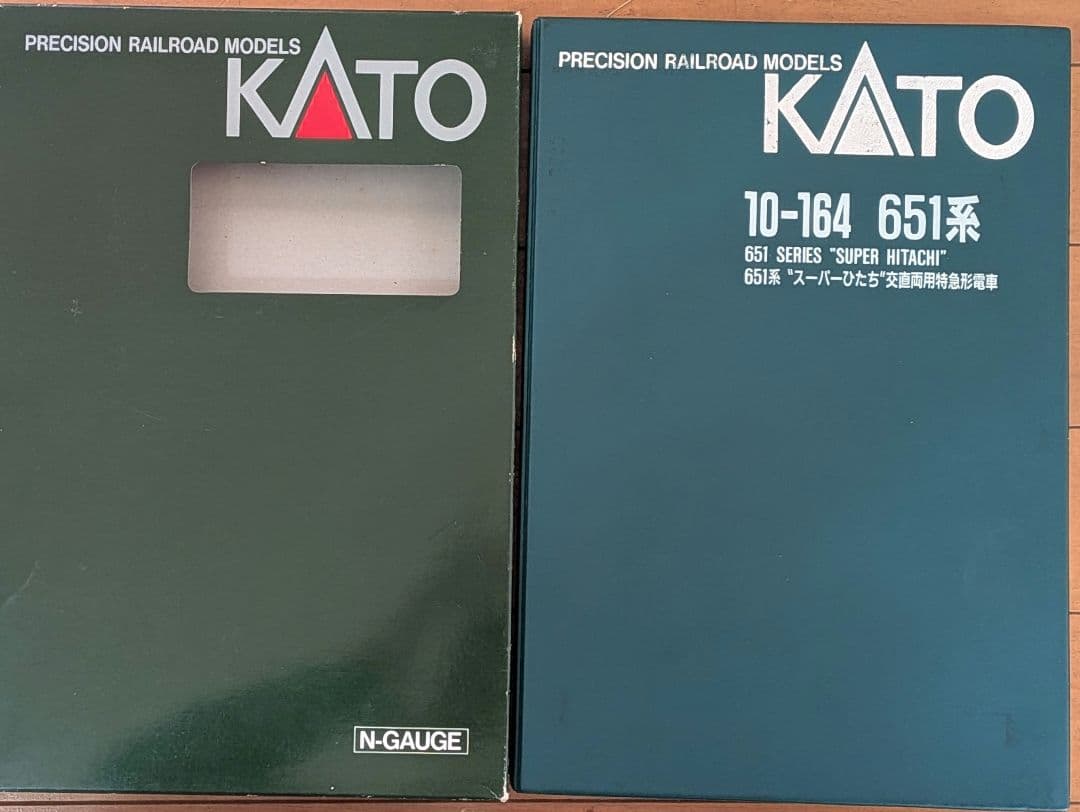 PRECISION RAILROAD MODELS
KATO
N-GAUGE
PRECISION RAILROAD MODELS
KATO
10-164 651系
651 SERIES "SUPER HITACHI"
651系 〝スーパーひたち〟交直両用特急形電車